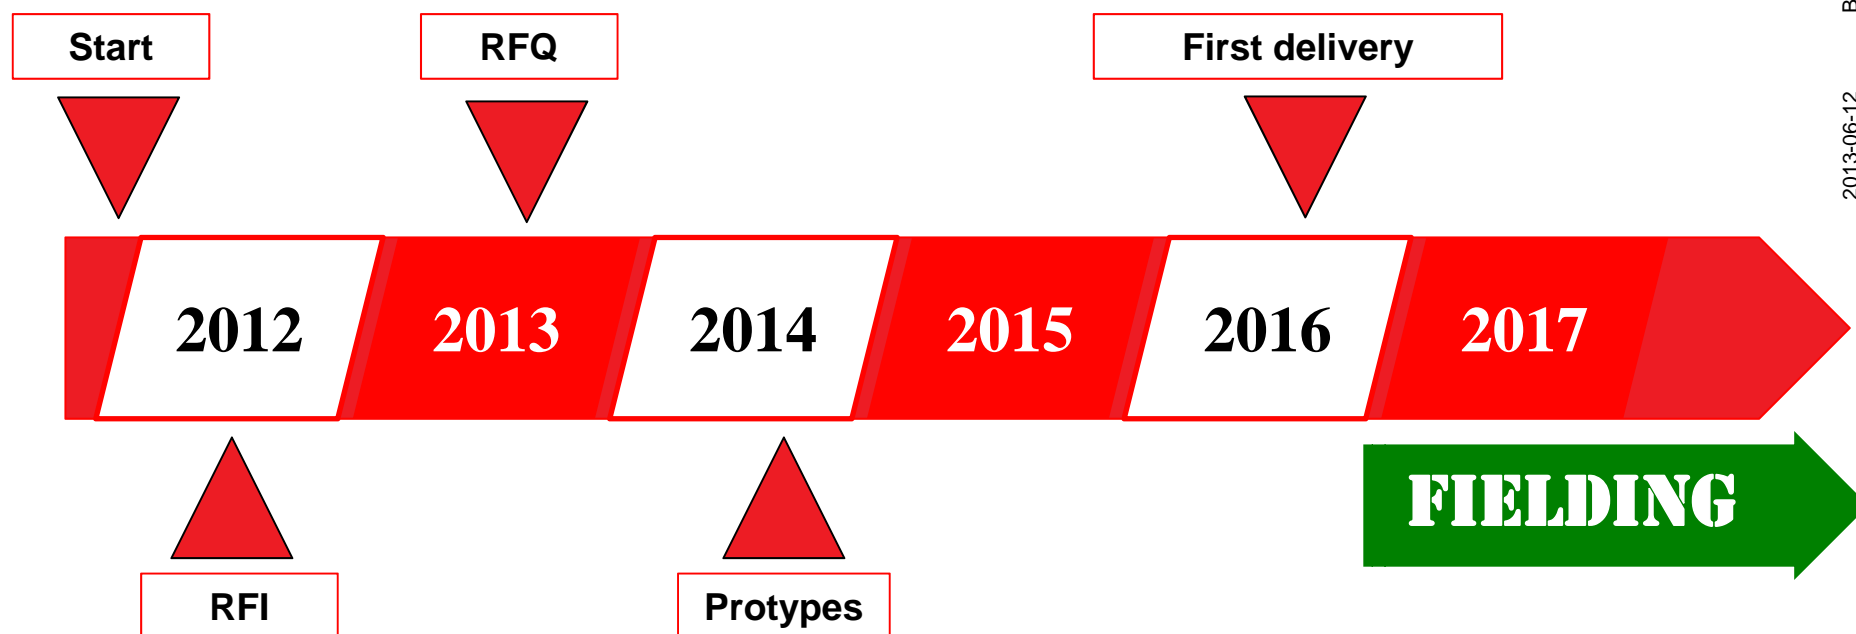 Start
RFQ
First delivery
2013-06-12
2012
2013
2014
2015
2016
2017
FIELDING
RFI
Protypes